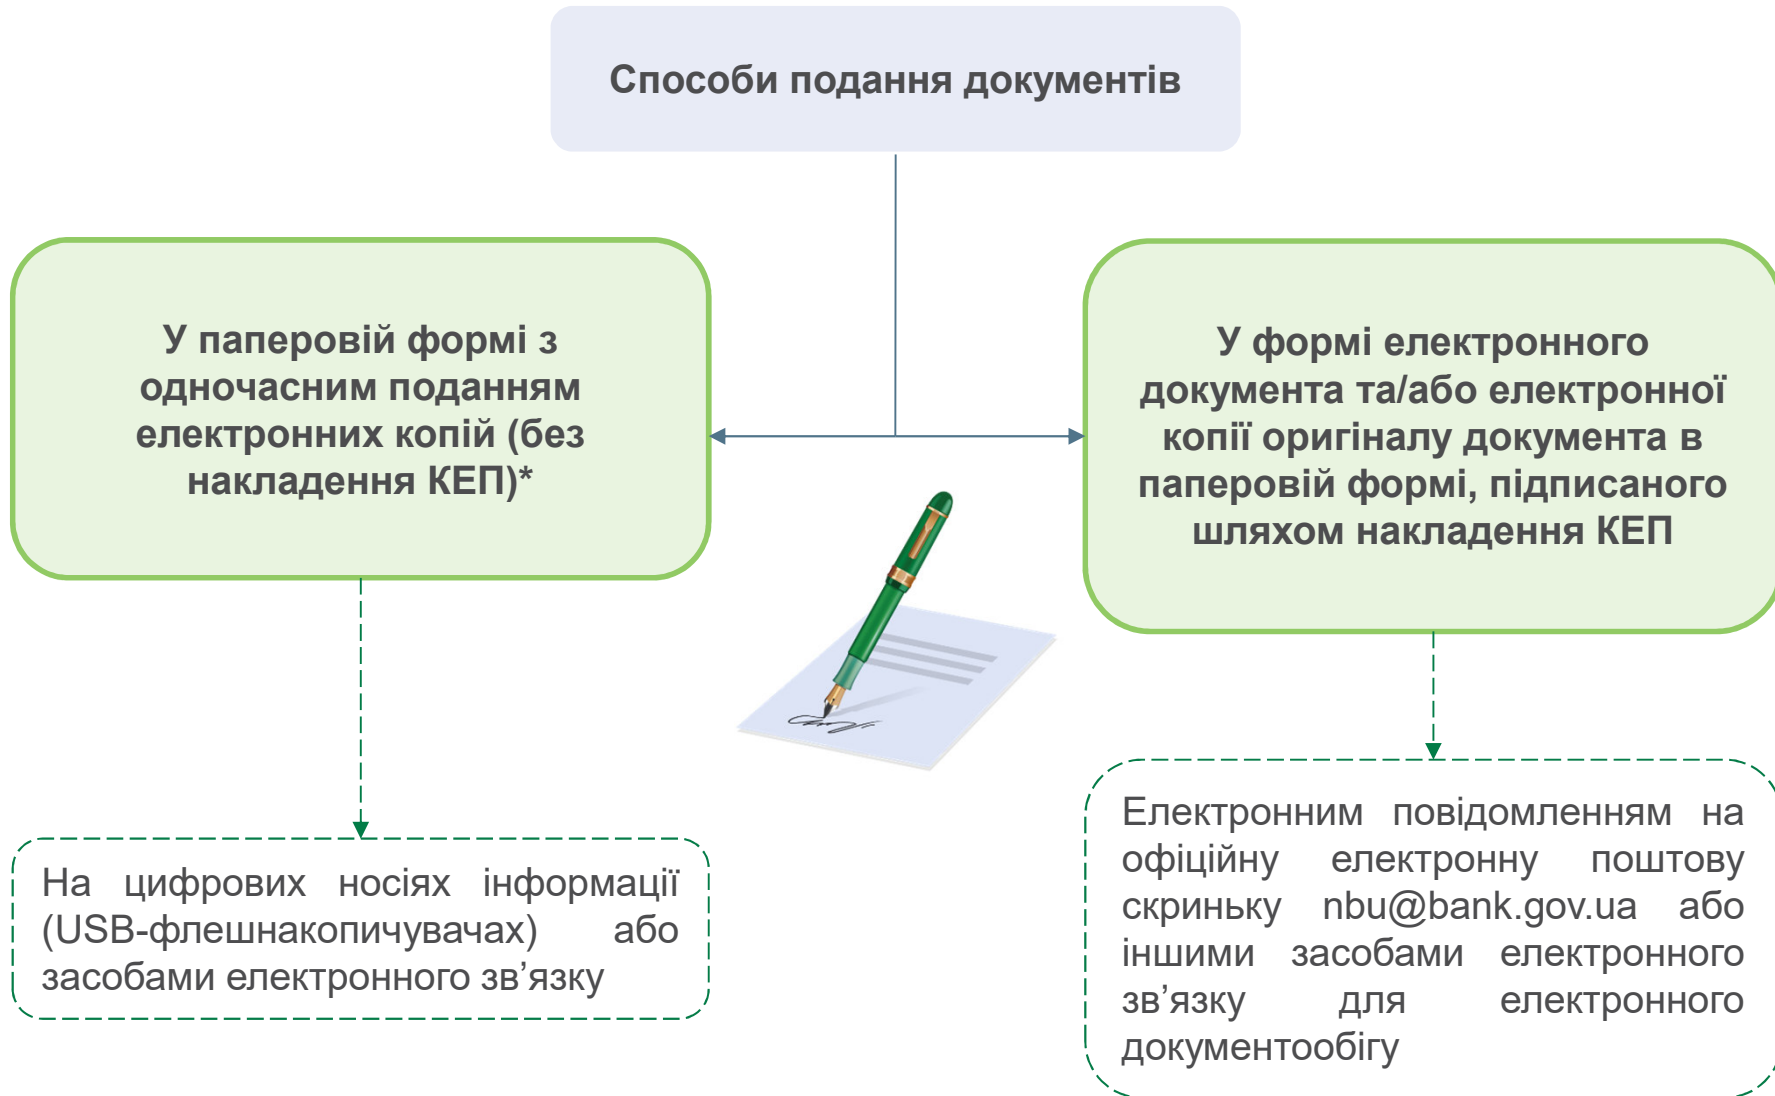 Способи подання документів
У паперовій формі з
одночасним поданням
електронних копій (без
накладення КЕП)*
У формі електронного
документа та/або електронної
копії оригіналу документа в
паперовій формі, підписаного
шляхом накладення КЕП
На цифрових носіях інформації
(USB-флешнакопичувачах) або
засобами електронного зв’язку
Електронним повідомленням на
офіційну електронну поштову
скриньку nbu@bank.gov.ua або
іншими засобами електронного
зв’язку для електронного
документообігу